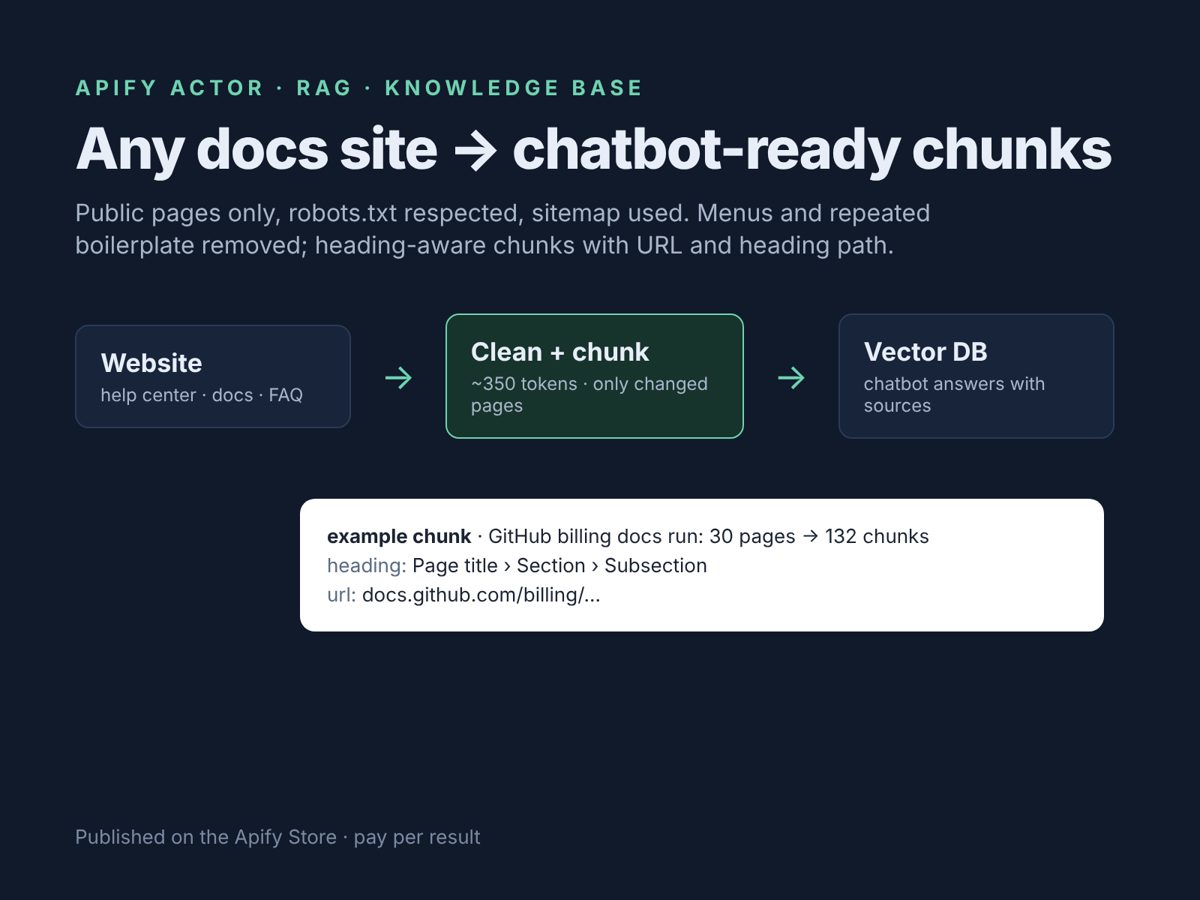 APIFY ACTOR · RAG · KNOWLEDGE BASE
Any docs site → chatbot-ready chunks
Public pages only, robots.txt respected, sitemap used. Menus and repeated
boilerplate removed; heading-aware chunks with URL and heading path.
Website
help center · docs · FAQ
→
Clean + chunk
~350 tokens · only changed
pages
→
Vector DB
chatbot answers with
sources
example chunk · GitHub billing docs run: 30 pages → 132 chunks
heading: Page title › Section › Subsection
url: docs.github.com/billing/...
Published on the Apify Store · pay per result